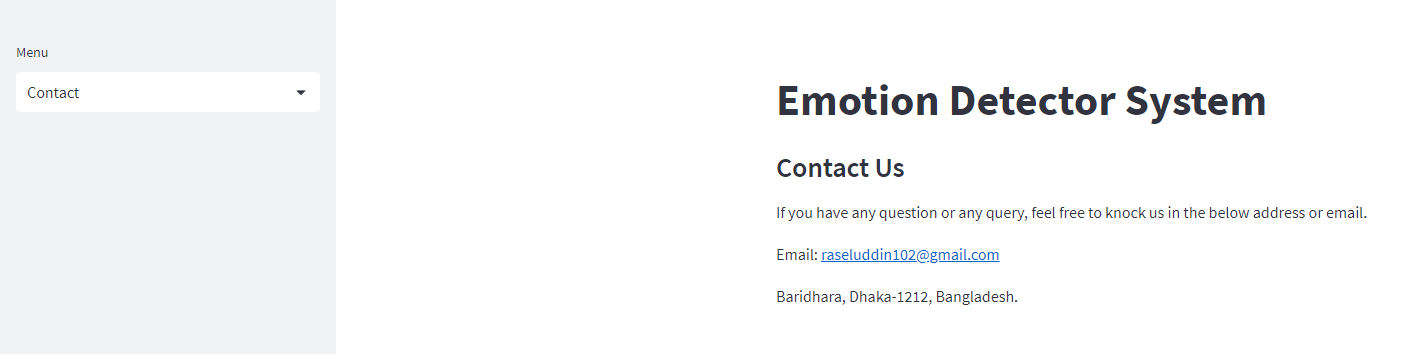 Menu
Contact
Emotion Detector System
Contact Us
If you have any question or any query, feel free to knock us in the below address or email.
Email: raseluddin102@gmail.com
Baridhara, Dhaka-1212, Bangladesh.